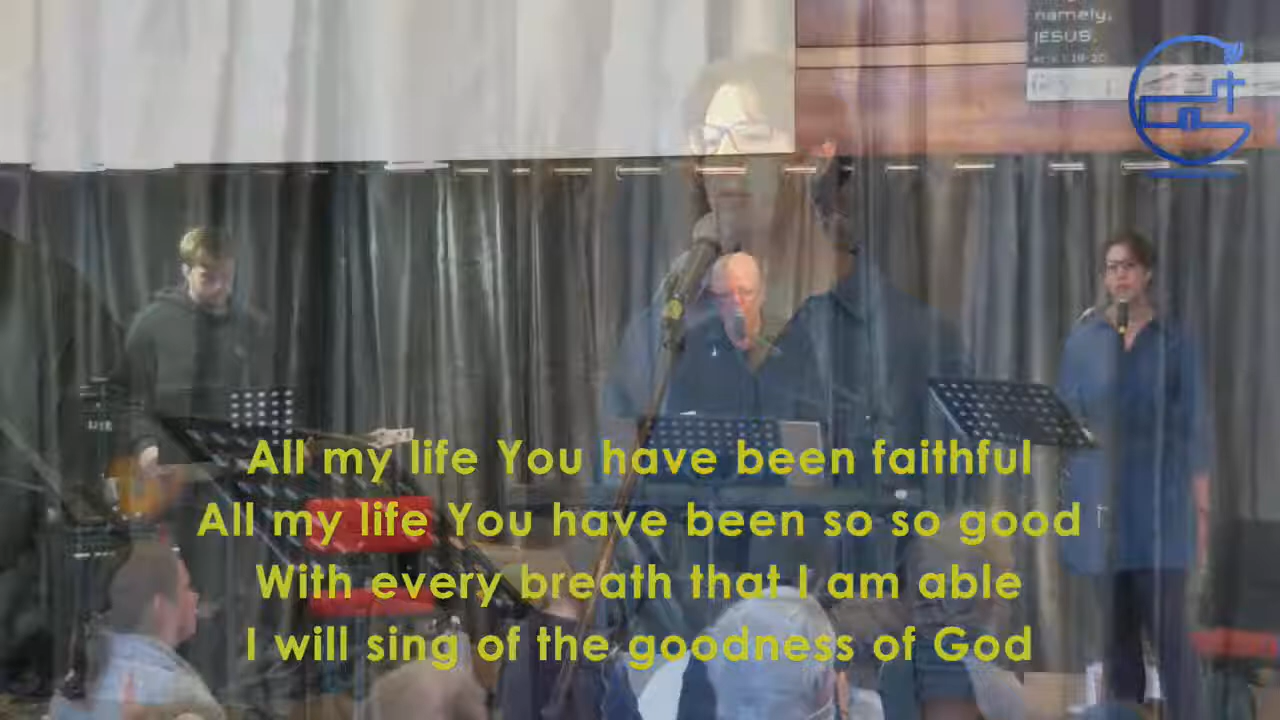 namely,
JESUS.
All my life You have been faithful
All my life You have been so so good
With every breath that I am able
I will sing of the goodness of God